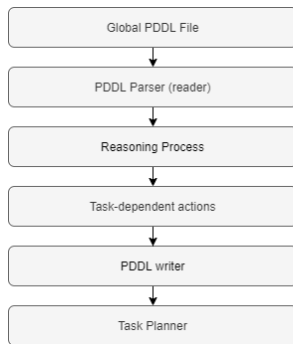 Global PDDL File
PDDL Parser (reader)
Reasoning Process
Task-dependent actions
PDDL writer
Task Planner